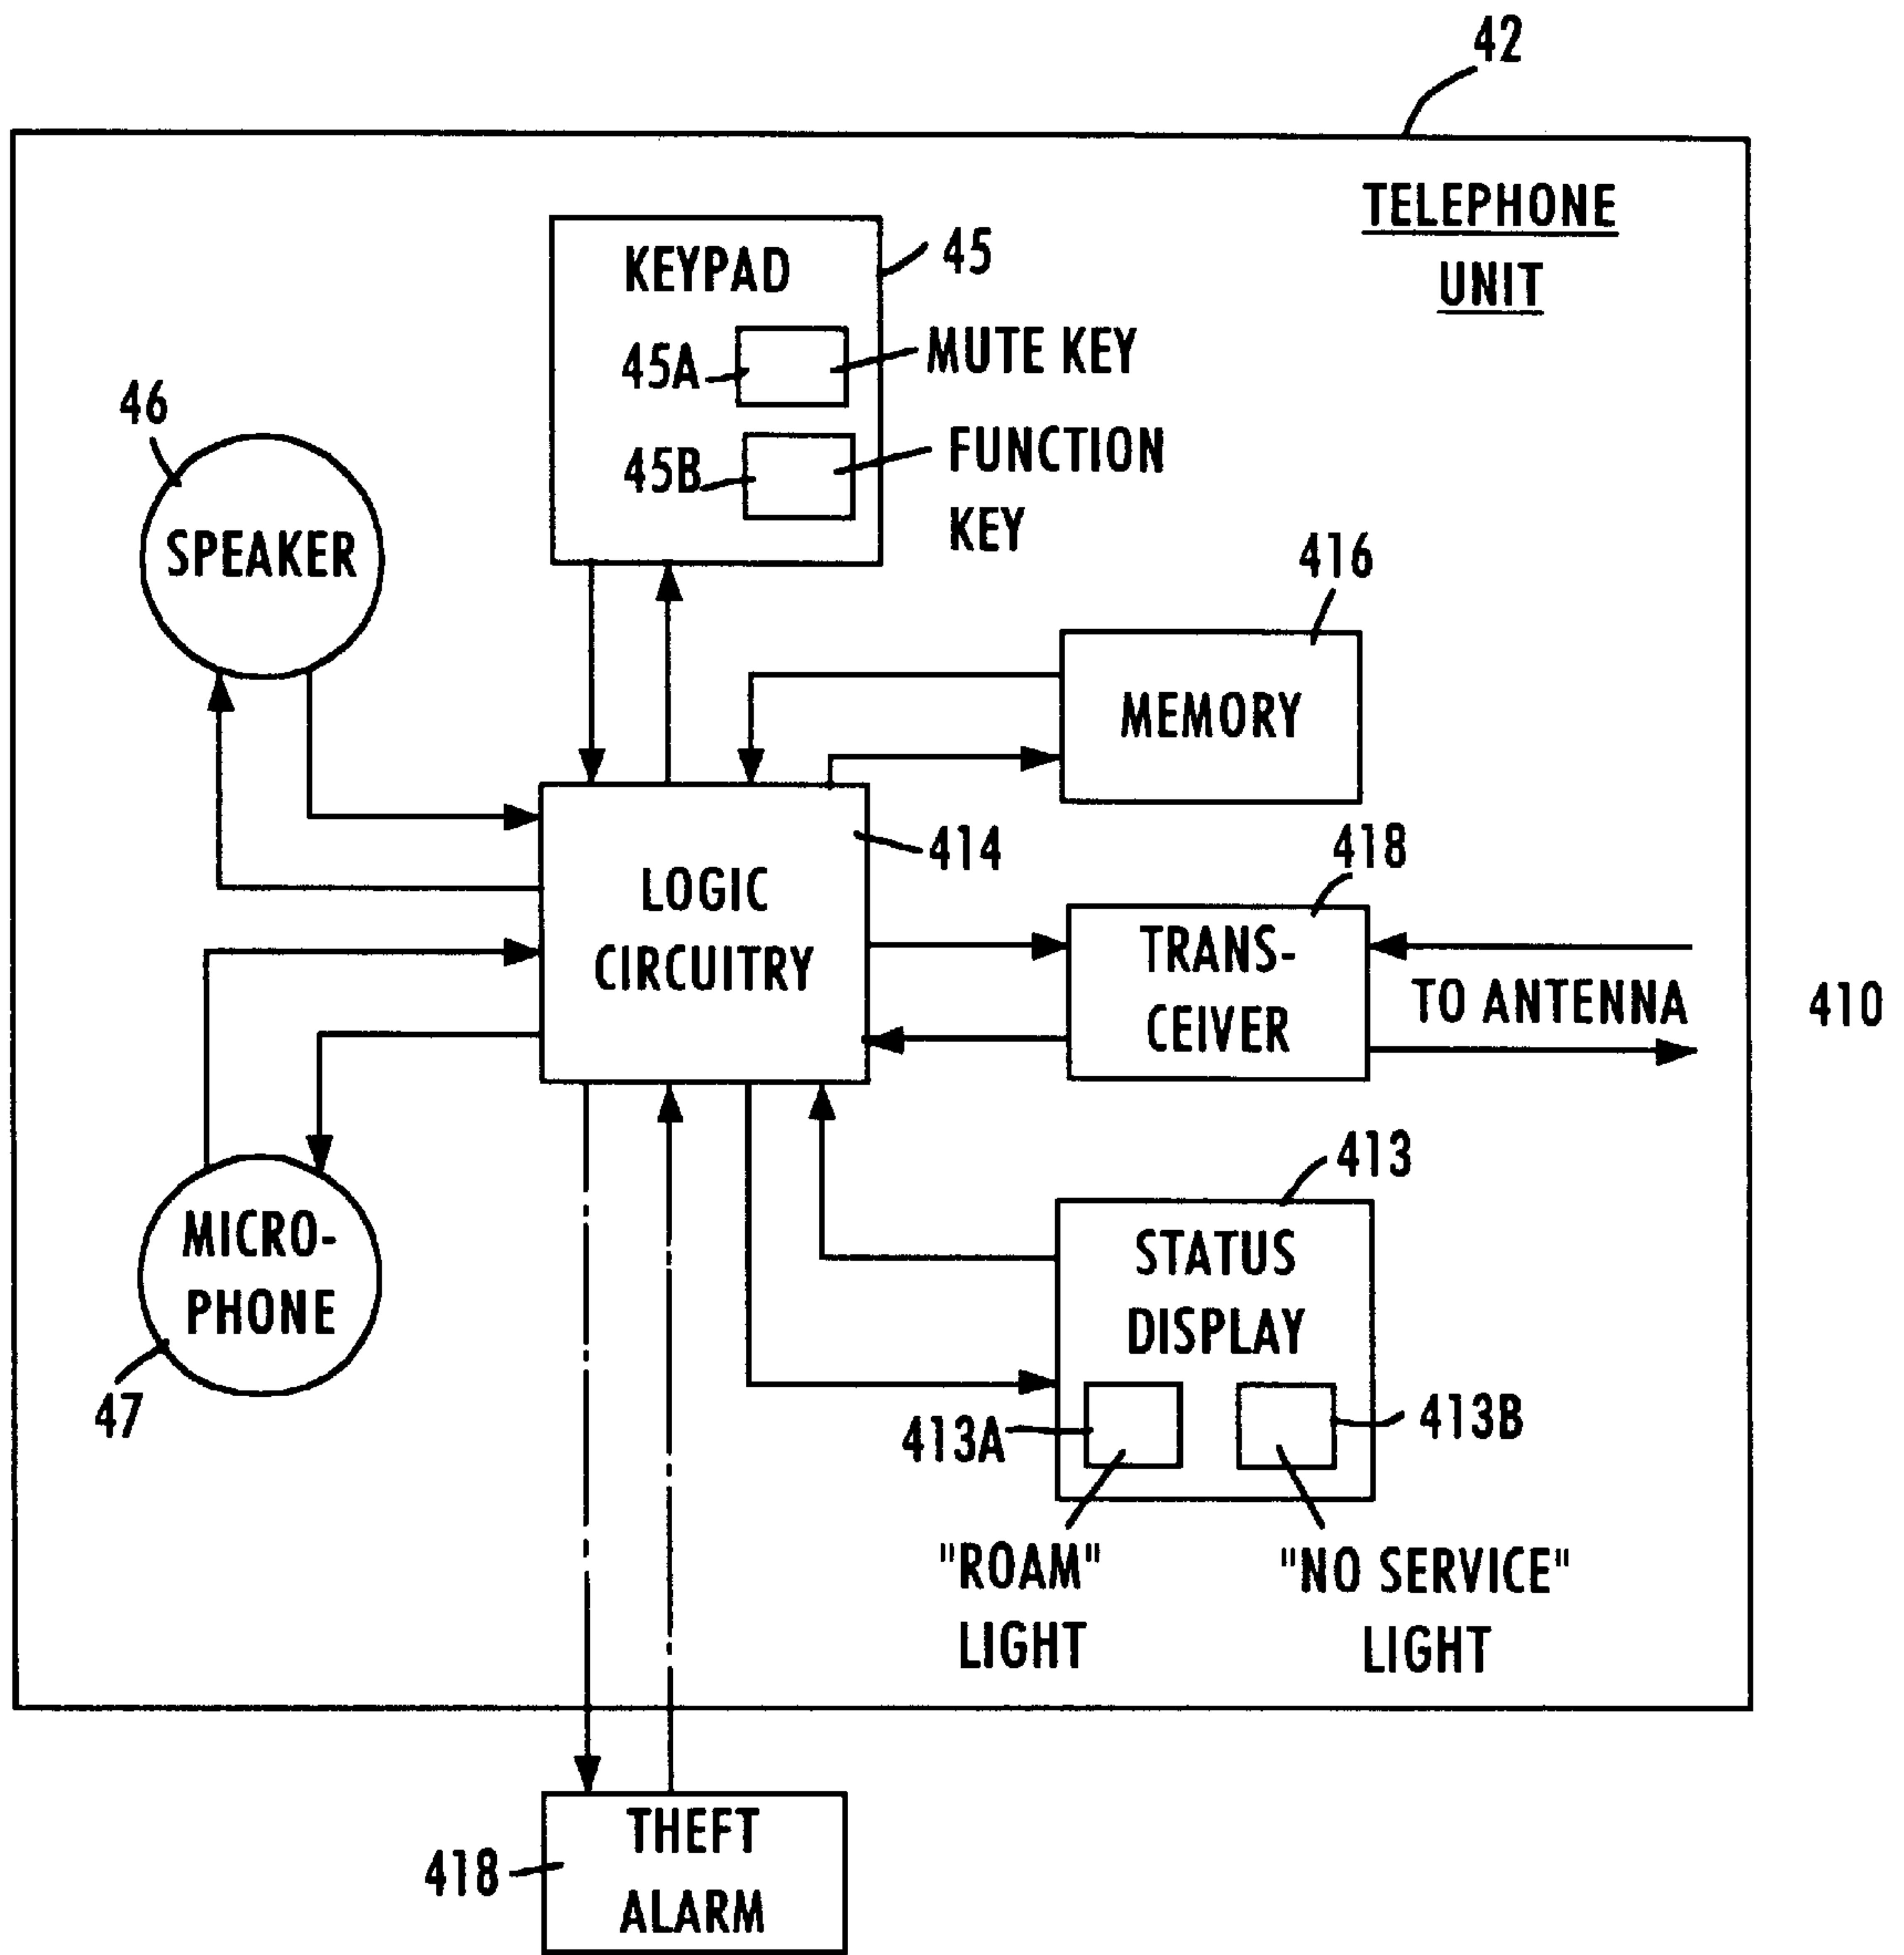 42
TELEPHONE
UNIT
KEYPAD
45
45A
MUTE KEY
45B
FUNCTION
KEY
46
SPEAKER
416
MEMORY
414
LOGIC
CIRCUITRY
418
TRANS-
CEIVER
TO ANTENNA
410
MICRO-
PHONE
47
413
STATUS
DISPLAY
413A
413B
"ROAM"
LIGHT
"NO SERVICE"
LIGHT
THEFT
ALARM
418